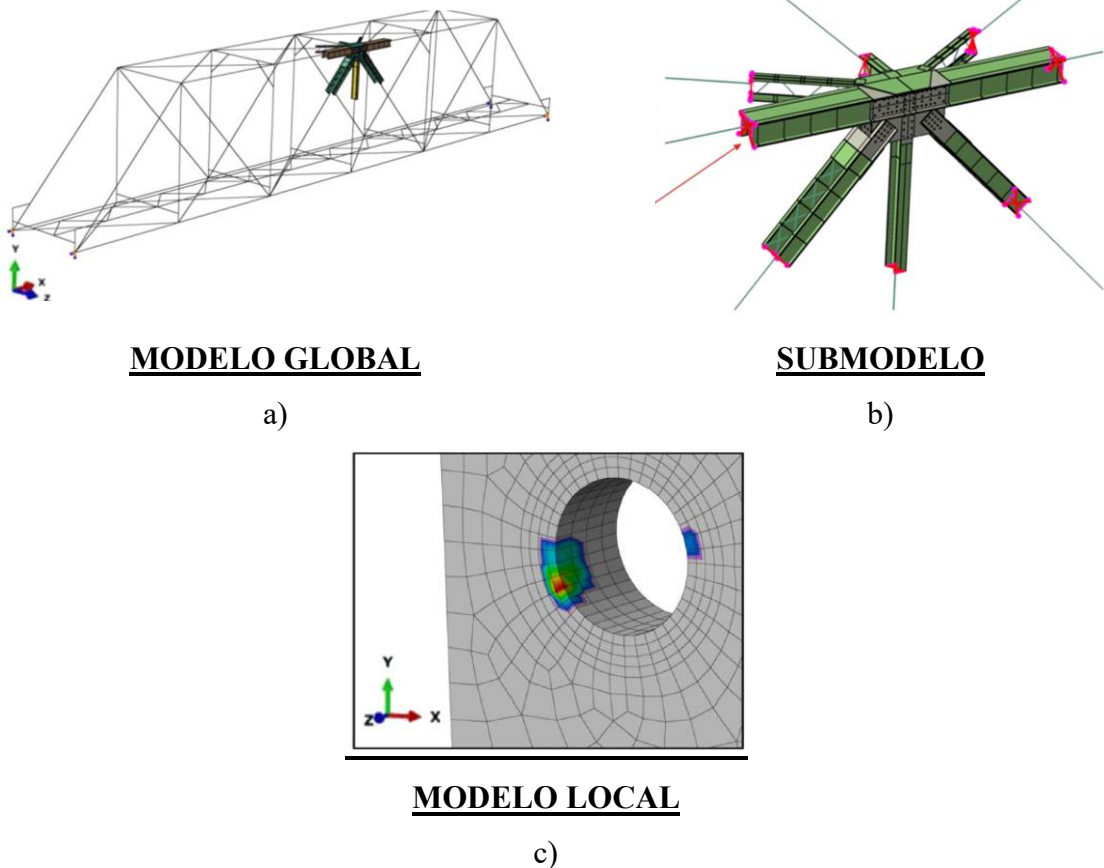 Y
X
Z
MODELO GLOBAL
a)
SUBMODELO
b)
Y
Z
X
MODELO LOCAL
c)